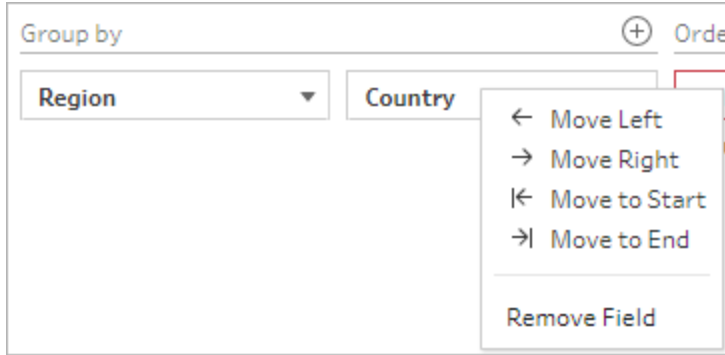 Group by
Orde
Region
Country
Move Left
Move Right
Move to Start
Move to End
Remove Field